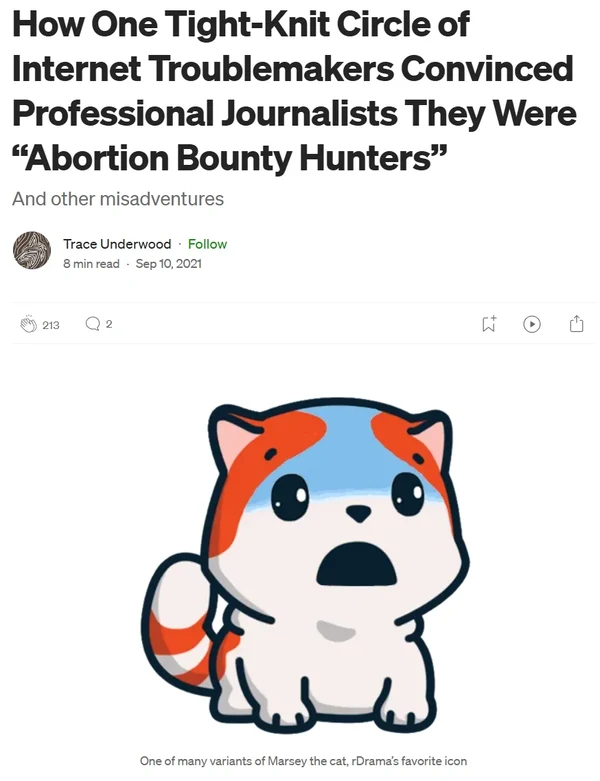 How One Tight-Knit Circle of
Internet Troublemakers Convinced
Professional Journalists They Were
“Abortion Bounty Hunters”
And other misadventures
Trace Underwood · Follow
8 min read · Sep 10, 2021
213 2
One of many variants of Marsey the cat, rDrama’s favorite icon